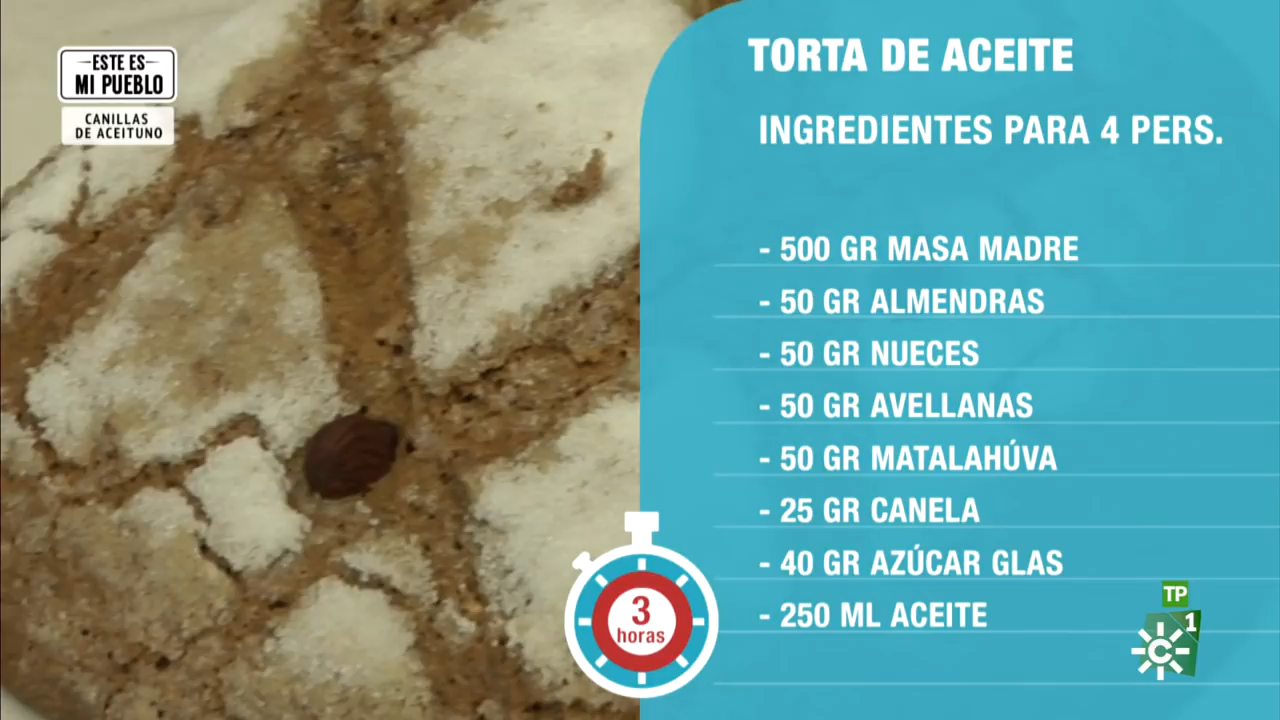 ESTE ES
MI PUEBLO
CANILLAS
DE ACEITUNO
TORTA DE ACEITE
INGREDIENTES PARA 4 PERS.
- 500 GR MASA MADRE
- 50 GR ALMENDRAS
- 50 GR NUECES
- 50 GR AVELLANAS
- 50 GR MATALAHÚVA
- 25 GR CANELA
- 40 GR AZÚCAR GLAS
- 250 ML ACEITE
3
horas
TP
1
C